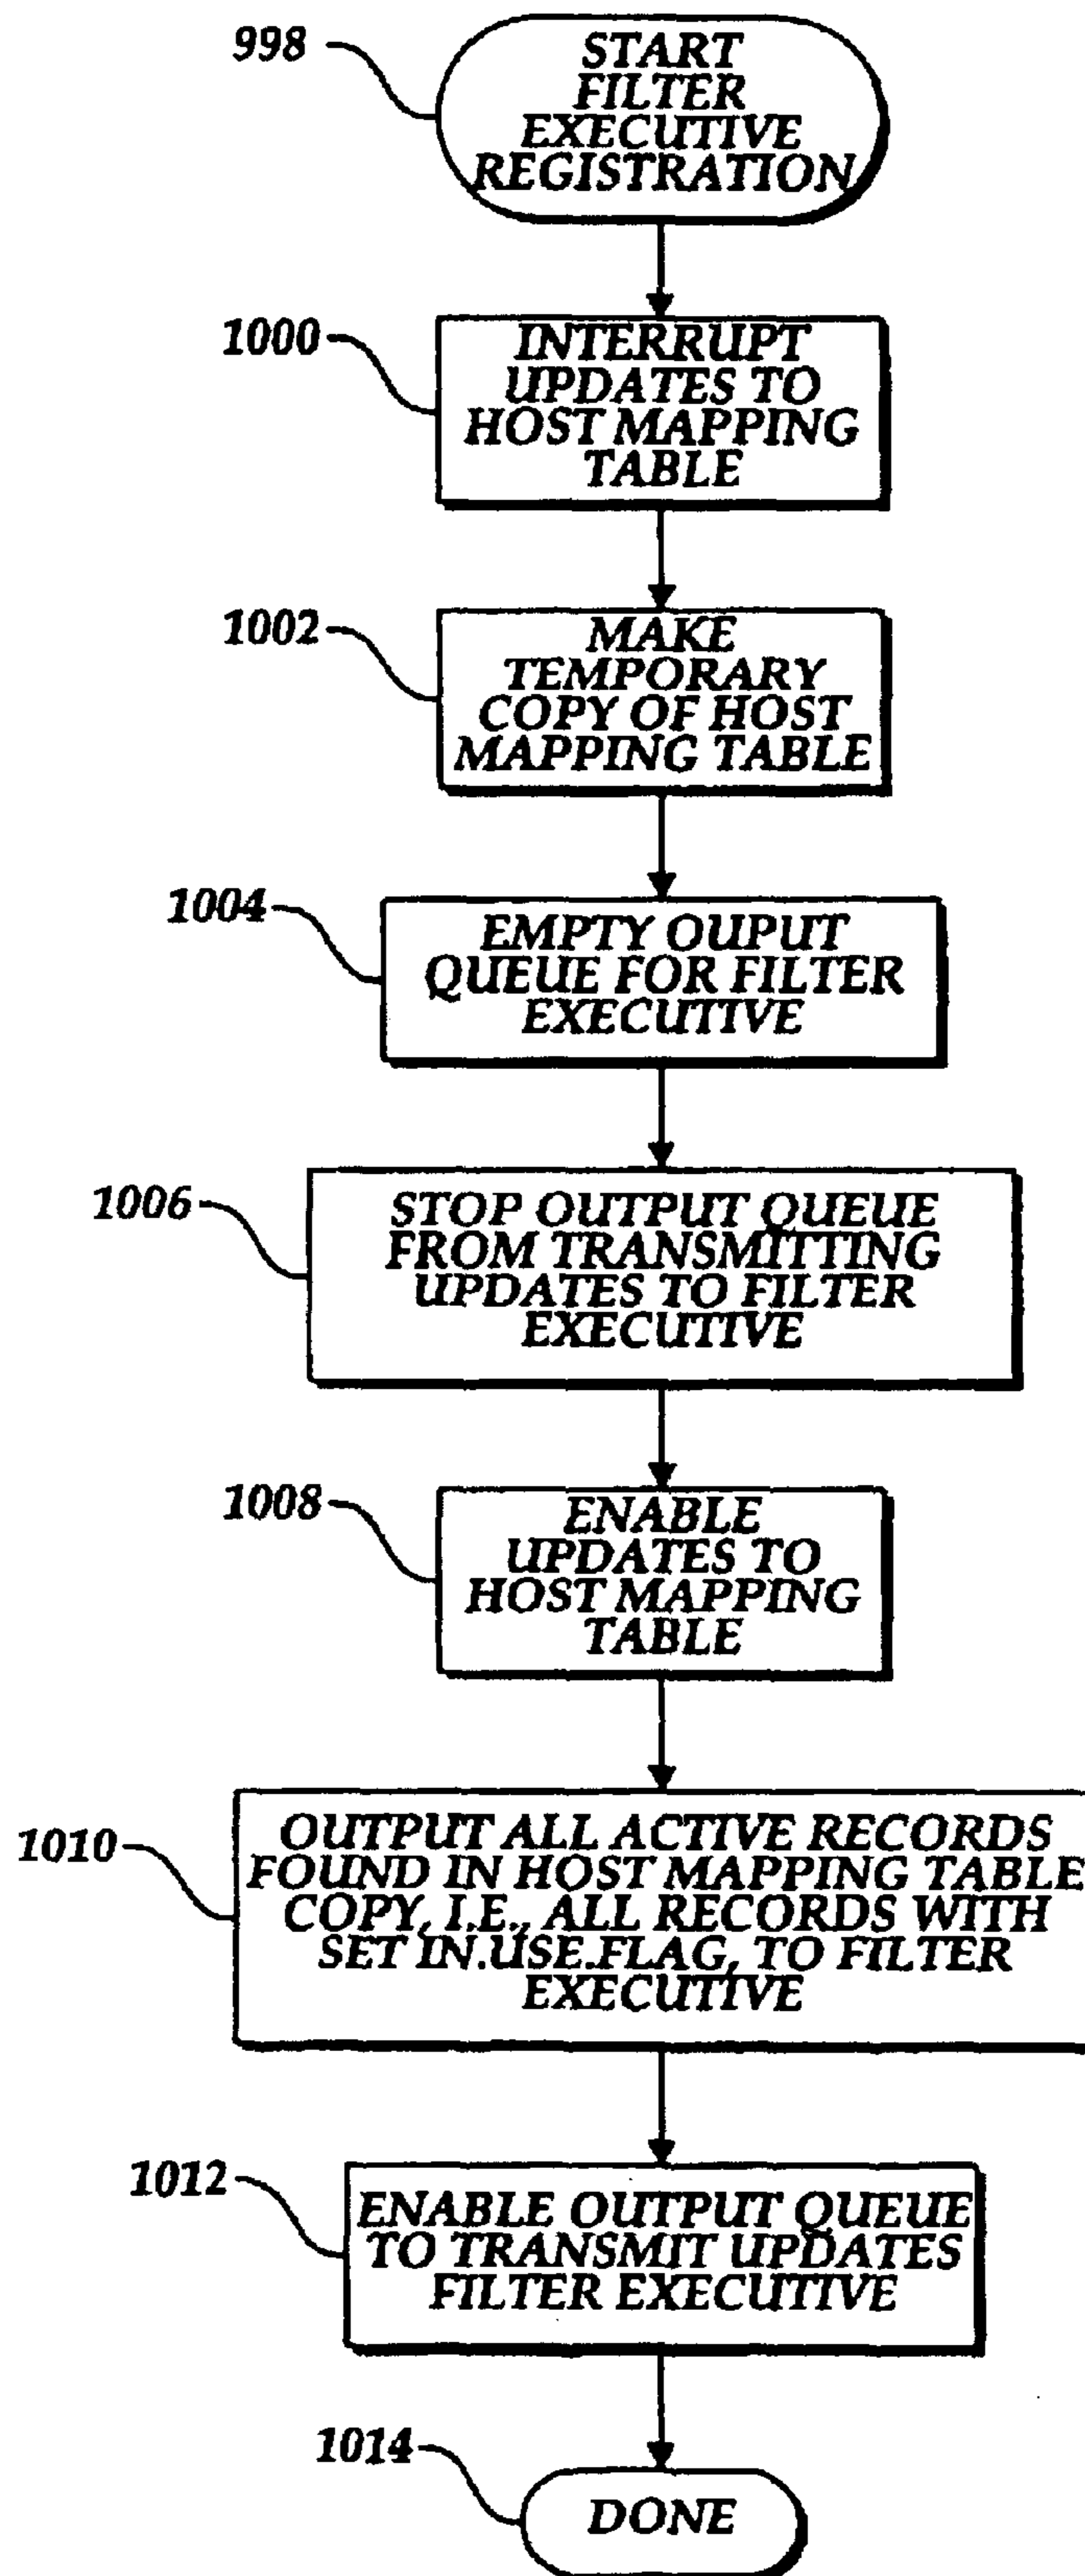 998
START
FILTER
EXECUTIVE
REGISTRATION
1000
INTERRUPT
UPDATES TO
HOST MAPPING
TABLE
1002
MAKE
TEMPORARY
COPY OF HOST
MAPPING TABLE
1004
EMPTY OUPUT
QUEUE FOR FILTER
EXECUTIVE
1006
STOP OUTPUT QUEUE
FROM TRANSMITTING
UPDATES TO FILTER
EXECUTIVE
1008
ENABLE
UPDATES TO
HOST MAPPING
TABLE
1010
OUTPUT ALL ACTIVE RECORDS
FOUND IN HOST MAPPING TABLE
COPY, I.E., ALL RECORDS WITH
SET IN.USE.FLAG, TO FILTER
EXECUTIVE
1012
ENABLE OUTPUT QUEUE
TO TRANSMIT UPDATES
FILTER EXECUTIVE
1014
DONE